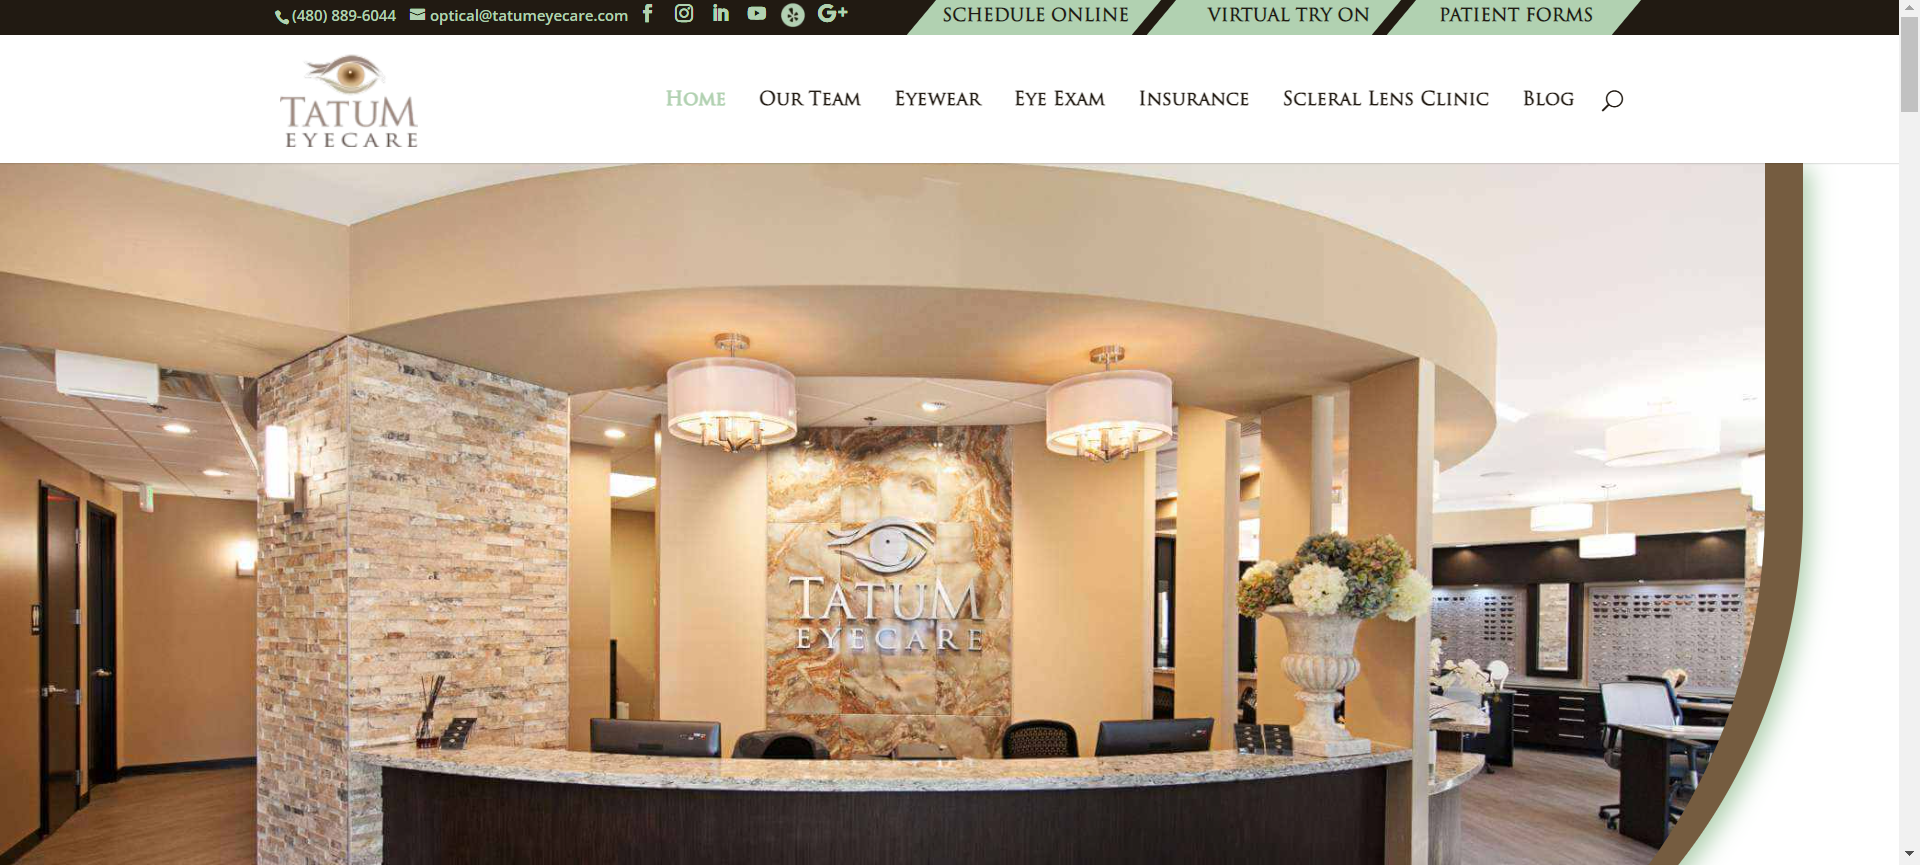 (480) 889-6044 optical@tatumeyecare.com
SCHEDULE ONLINE
VIRTUAL TRY ON
PATIENT FORMS
TATUM
EYECARE
Home Our Team Eyewear Eye Exam Insurance Scleral Lens Clinic Blog
TATUM
EYECARE